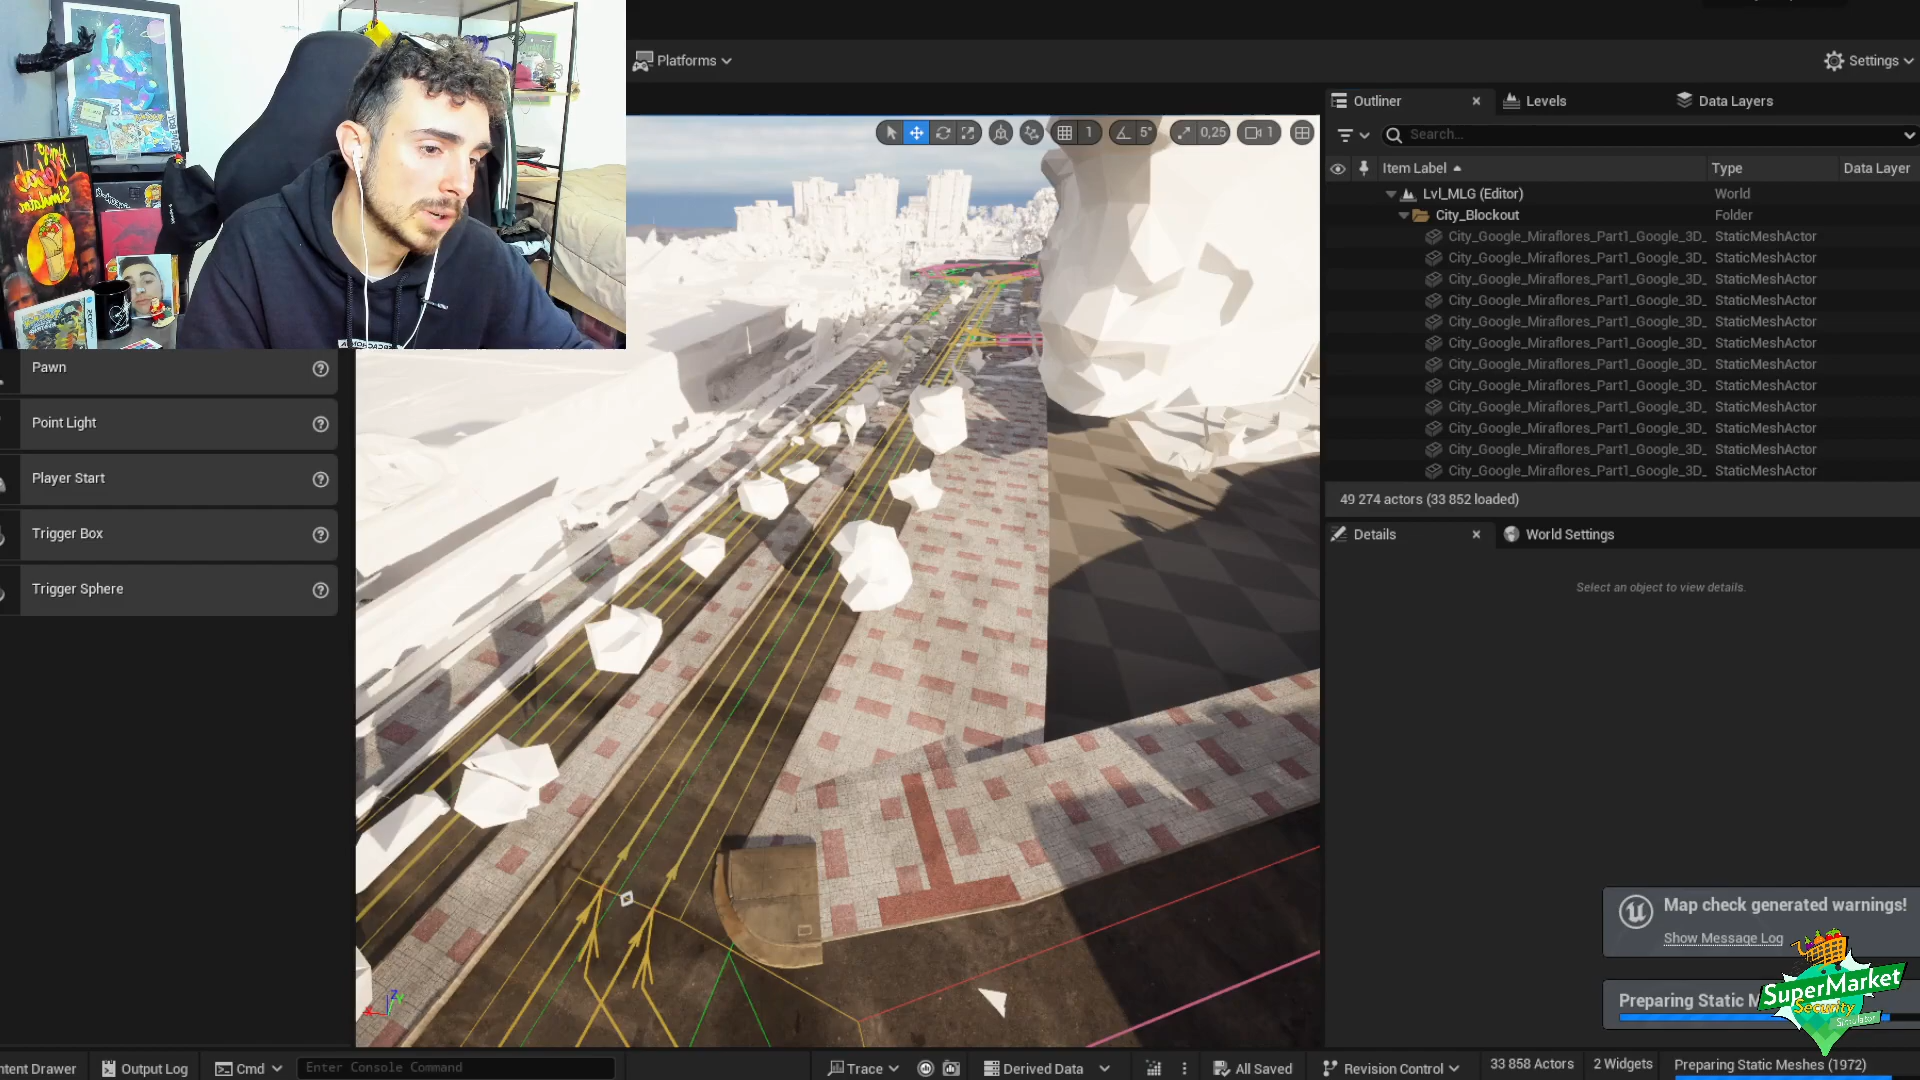 Platforms
Settings
Outliner
Levels
Data Layers
Search...
Item Label
Type
Data Layer
Lvl_MLG (Editor)
World
City_Blockout
Folder
City_Google_Miraflores_Part1_Google_3D_
StaticMeshActor
City_Google_Miraflores_Part1_Google_3D_
StaticMeshActor
City_Google_Miraflores_Part1_Google_3D_
StaticMeshActor
City_Google_Miraflores_Part1_Google_3D_
StaticMeshActor
City_Google_Miraflores_Part1_Google_3D_
StaticMeshActor
City_Google_Miraflores_Part1_Google_3D_
StaticMeshActor
City_Google_Miraflores_Part1_Google_3D_
StaticMeshActor
City_Google_Miraflores_Part1_Google_3D_
StaticMeshActor
City_Google_Miraflores_Part1_Google_3D_
StaticMeshActor
City_Google_Miraflores_Part1_Google_3D_
StaticMeshActor
City_Google_Miraflores_Part1_Google_3D_
StaticMeshActor
City_Google_Miraflores_Part1_Google_3D_
StaticMeshActor
49 274 actors (33 852 loaded)
Details
World Settings
Select an object to view details.
1
5°
0,25
1
Pawn
Point Light
Player Start
Trigger Box
Trigger Sphere
Map check generated warnings!
Show Message Log
Preparing Static M
SuperMarket
Security
Simulator
ntent Drawer
Output Log
Cmd
Enter Console Command
Trace
Derived Data
All Saved
Revision Control
33 858 Actors
2 Widgets
Preparing Static Meshes (1972)